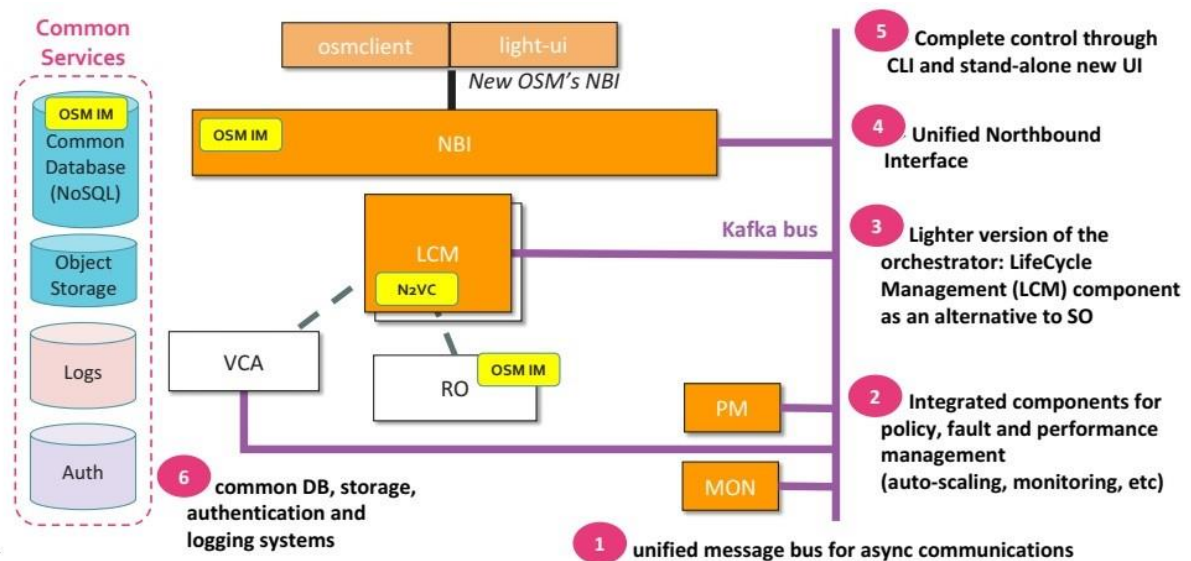 Common
Services
OSM IM
Common
Database
(NoSQL)
Object
Storage
Logs
Auth
osmclient
light-ui
New OSM's NBI
OSM IM
NBI
LCM
N2VC
Kafka bus
VCA
RO
OSM IM
PM
MON
5 Complete control through
CLI and stand-alone new UI
4 Unified Northbound
Interface
3 Lighter version of the
orchestrator: LifeCycle
Management (LCM) component
as an alternative to SO
2 Integrated components for
policy, fault and performance
management
(auto-scaling, monitoring, etc)
6 common DB, storage,
authentication and
logging systems
1 unified message bus for async communications